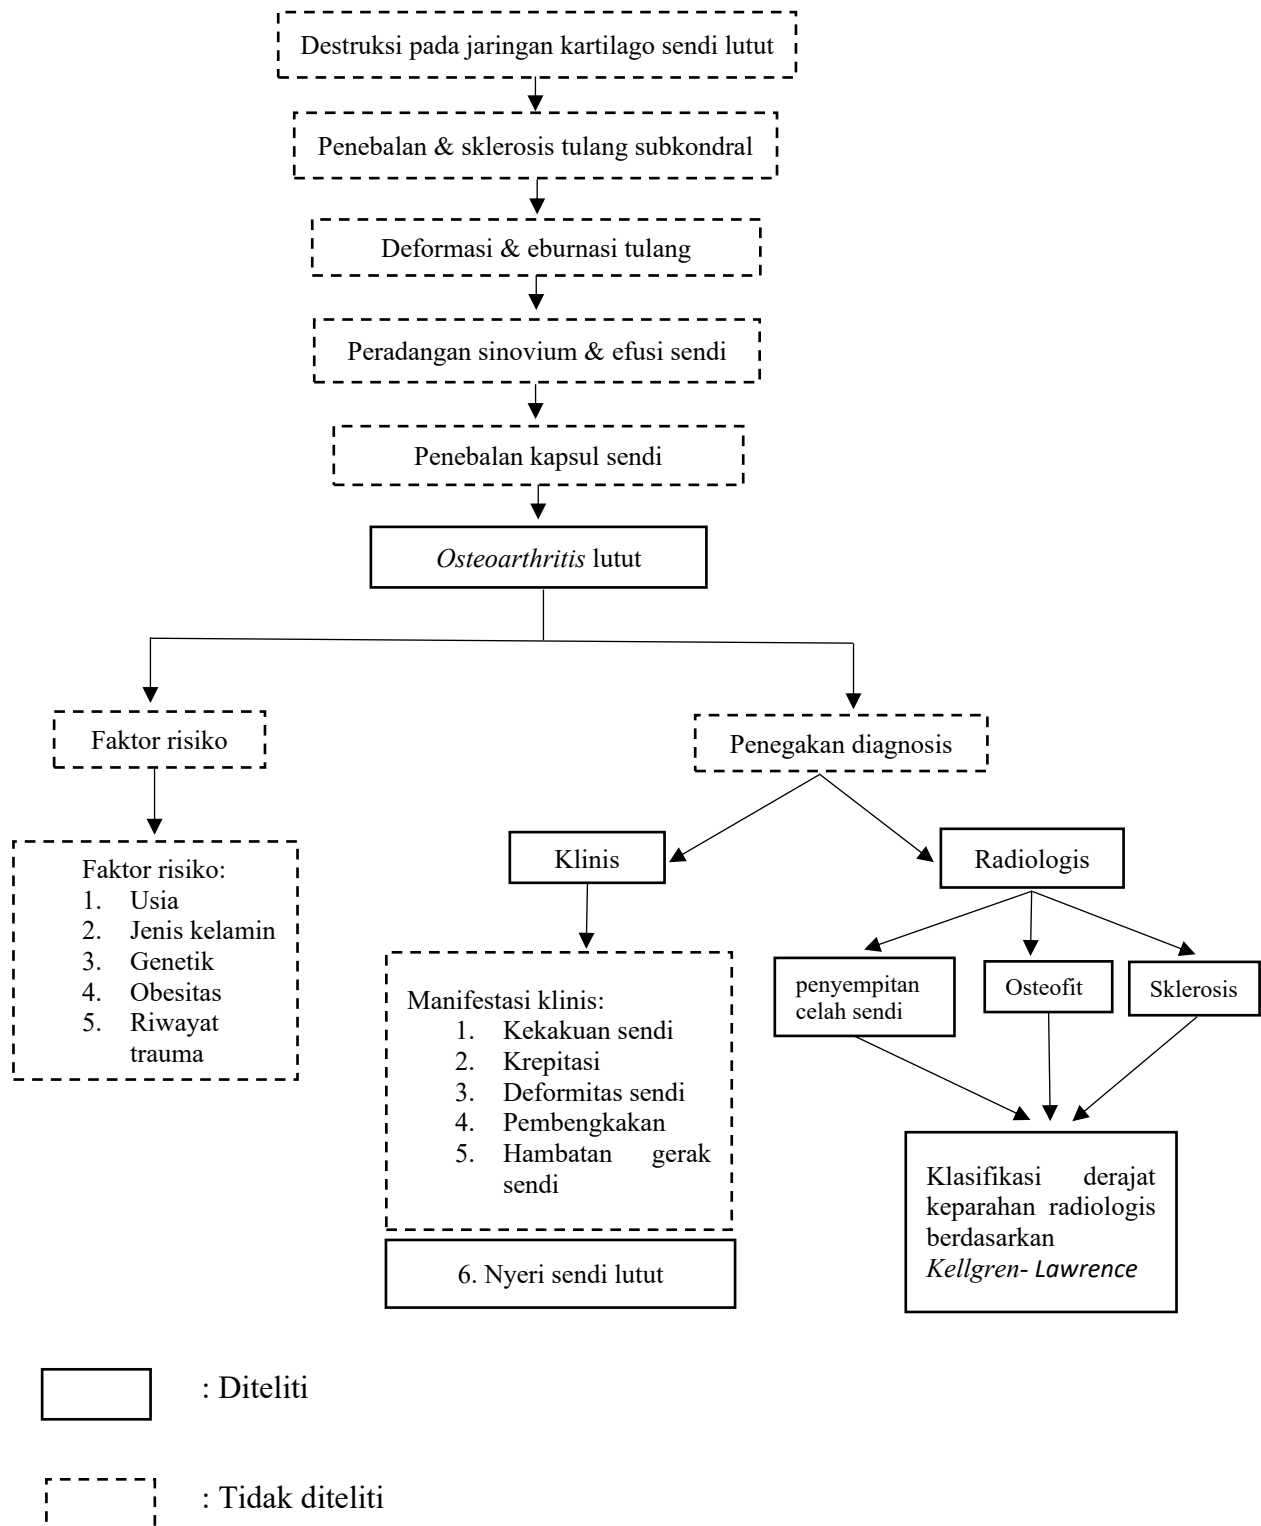 Destruksi pada jaringan kartilago sendi lutut
Penebalan & sklerosis tulang subkondral
Deformasi & eburnasi tulang
Peradangan sinovium & efusi sendi
Penebalan kapsul sendi
Osteoarthritis lutut
Faktor risiko
Penegakan diagnosis
Klinis
Radiologis
Faktor risiko:
1. Usia
2. Jenis kelamin
3. Genetik
4. Obesitas
5. Riwayat
trauma
Manifestasi klinis:
1. Kekakuan sendi
2. Krepitasi
3. Deformitas sendi
4. Pembengkakan
5. Hambatan gerak
sendi
6. Nyeri sendi lutut
penyempitan
celah sendi
Osteofit
Sklerosis
Klasifikasi derajat
keparahan radiologis
berdasarkan
Kellgren- Lawrence
: Diteliti
: Tidak diteliti